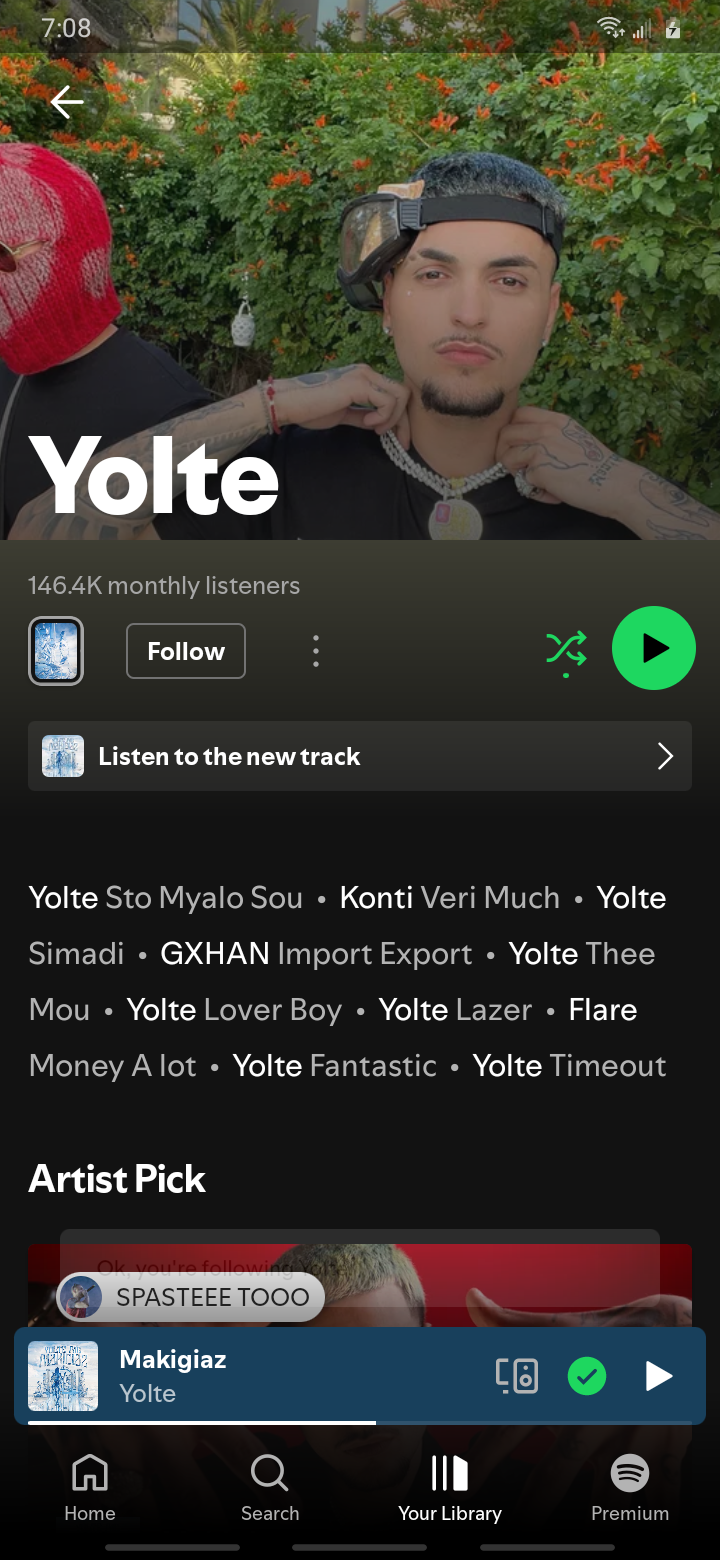 7:08
Yolte
146.4K monthly listeners
Follow
Listen to the new track
Yolte Sto Myalo Sou • Konti Veri Much • Yolte
Simadi • GXHAN Import Export • Yolte Thee
Mou • Yolte Lover Boy • Yolte Lazer • Flare
Money A lot • Yolte Fantastic • Yolte Timeout
Artist Pick
Ok, you're following
SPASTEEE TOOO
Makigiaz
Yolte
Home
Search
Your Library
Premium